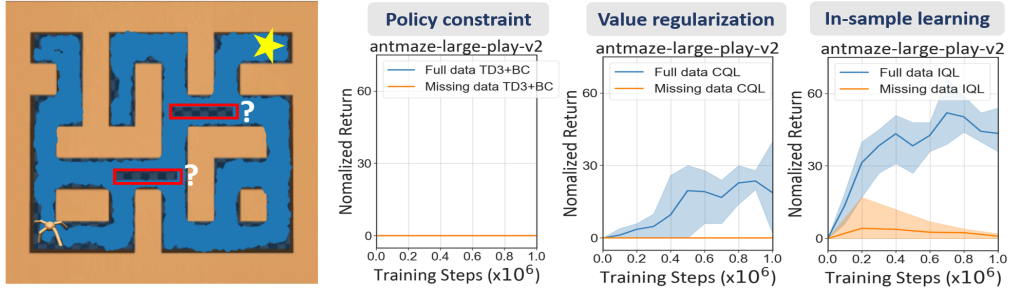 ?
?
Policy constraint
antmaze-large-play-v2
Full data TD3+BC
Missing data TD3+BC
Nomalized Return
60
30
0
0.0 0.2 0.4 0.6 0.8 1.0
Training Steps (x10⁶)
Value regularization
antmaze-large-play-v2
Full data CQL
Missing data CQL
Nomalized Return
60
30
0
0.0 0.2 0.4 0.6 0.8 1.0
Training Steps (x10⁶)
In-sample learning
antmaze-large-play-v2
Full data IQL
Missing data IQL
Nomalized Return
60
30
0
0.0 0.2 0.4 0.6 0.8 1.0
Training Steps (x10⁶)